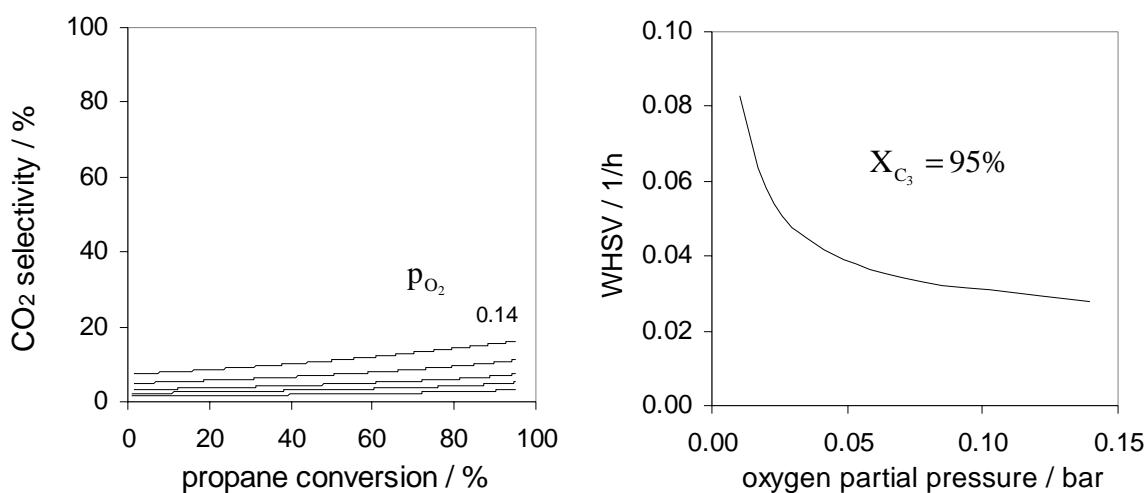 CO2 selectivity / %
100
80
60
40
20
0
p_O2
0.14
0 20 40 60 80 100
propane conversion / %
WHSV / 1/h
0.10
0.08
0.06
0.04
0.02
0.00
X_C3 = 95%
0.00 0.05 0.10 0.15
oxygen partial pressure / bar